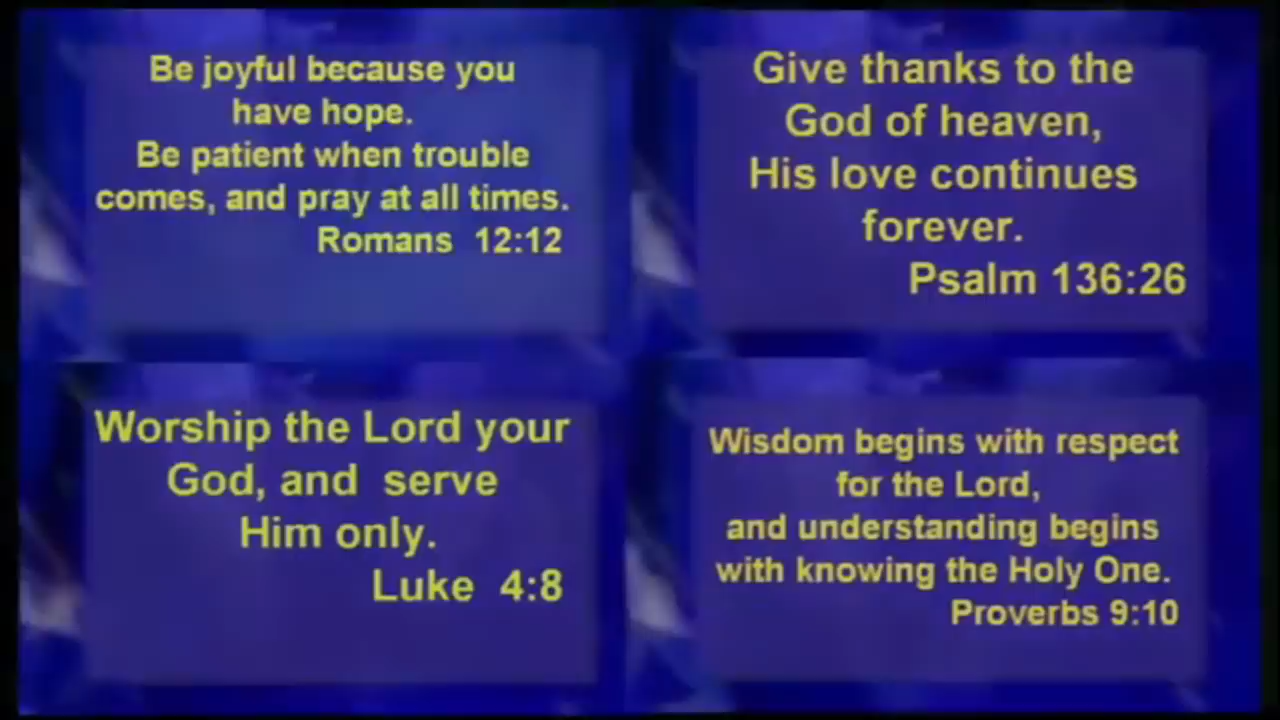 Be joyful because you
have hope.
Be patient when trouble
comes, and pray at all times.
Romans 12:12
Give thanks to the
God of heaven,
His love continues
forever.
Psalm 136:26
Worship the Lord your
God, and serve
Him only.
Luke 4:8
Wisdom begins with respect
for the Lord,
and understanding begins
with knowing the Holy One.
Proverbs 9:10